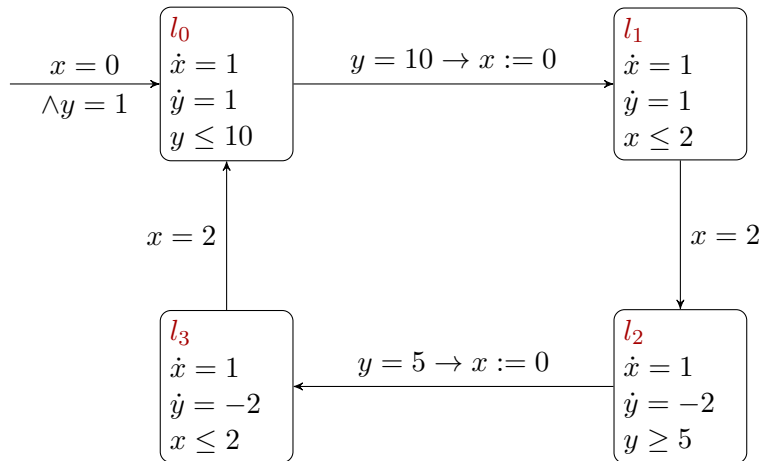 x = 0
∧y = 1
l₀
ẋ = 1
ẏ = 1
y ≤ 10
y = 10 → x := 0
l₁
ẋ = 1
ẏ = 1
x ≤ 2
x = 2
x = 2
l₃
ẋ = 1
ẏ = −2
x ≤ 2
y = 5 → x := 0
l₂
ẋ = 1
ẏ = −2
y ≥ 5